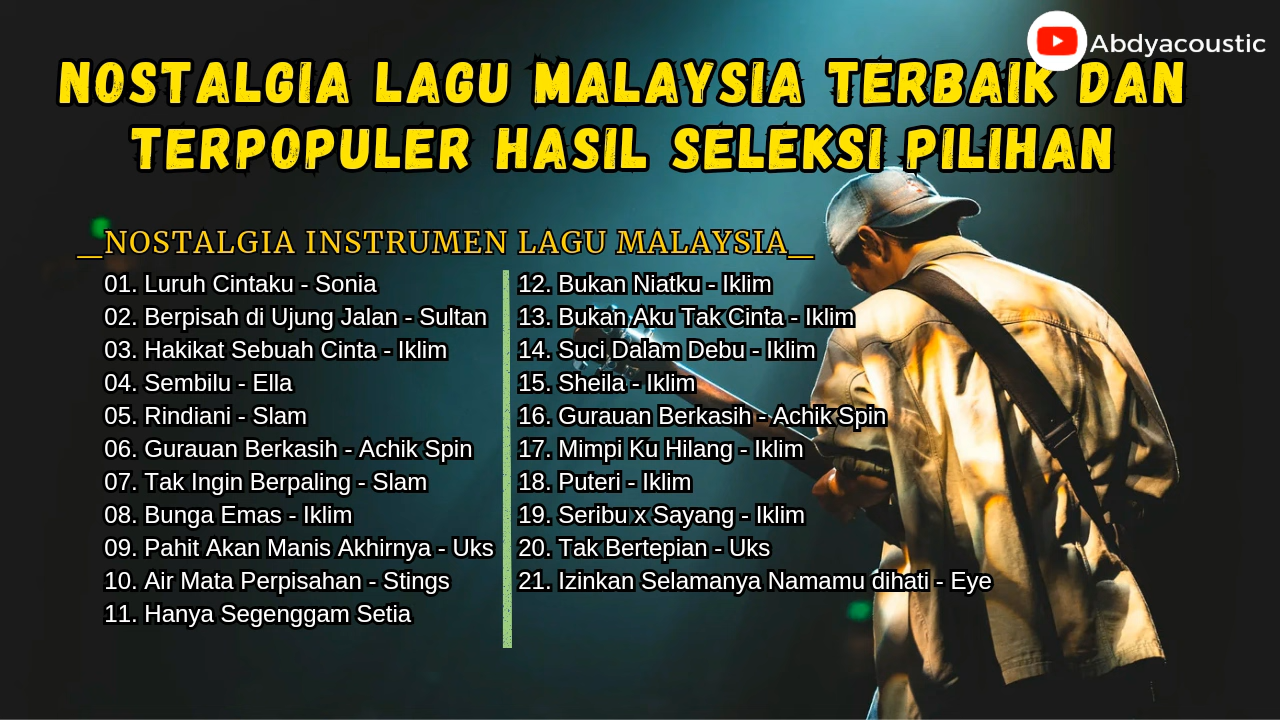 Abdyacoustic
NOSTALGIA LAGU MALAYSIA TERBAIK DAN
TERPOPULER HASIL SELEKSI PILIHAN
_NOSTALGIA INSTRUMEN LAGU MALAYSIA_
01. Luruh Cintaku - Sonia
02. Berpisah di Ujung Jalan - Sultan
03. Hakikat Sebuah Cinta - Iklim
04. Sembilu - Ella
05. Rindiani - Slam
06. Gurauan Berkasih - Achik Spin
07. Tak Ingin Berpaling - Slam
08. Bunga Emas - Iklim
09. Pahit Akan Manis Akhirnya - Uks
10. Air Mata Perpisahan - Stings
11. Hanya Segenggam Setia
12. Bukan Niatku - Iklim
13. Bukan Aku Tak Cinta - Iklim
14. Suci Dalam Debu - Iklim
15. Sheila - Iklim
16. Gurauan Berkasih - Achik Spin
17. Mimpi Ku Hilang - Iklim
18. Puteri - Iklim
19. Seribu x Sayang - Iklim
20. Tak Bertepian - Uks
21. Izinkan Selamanya Namamu dihati - Eye